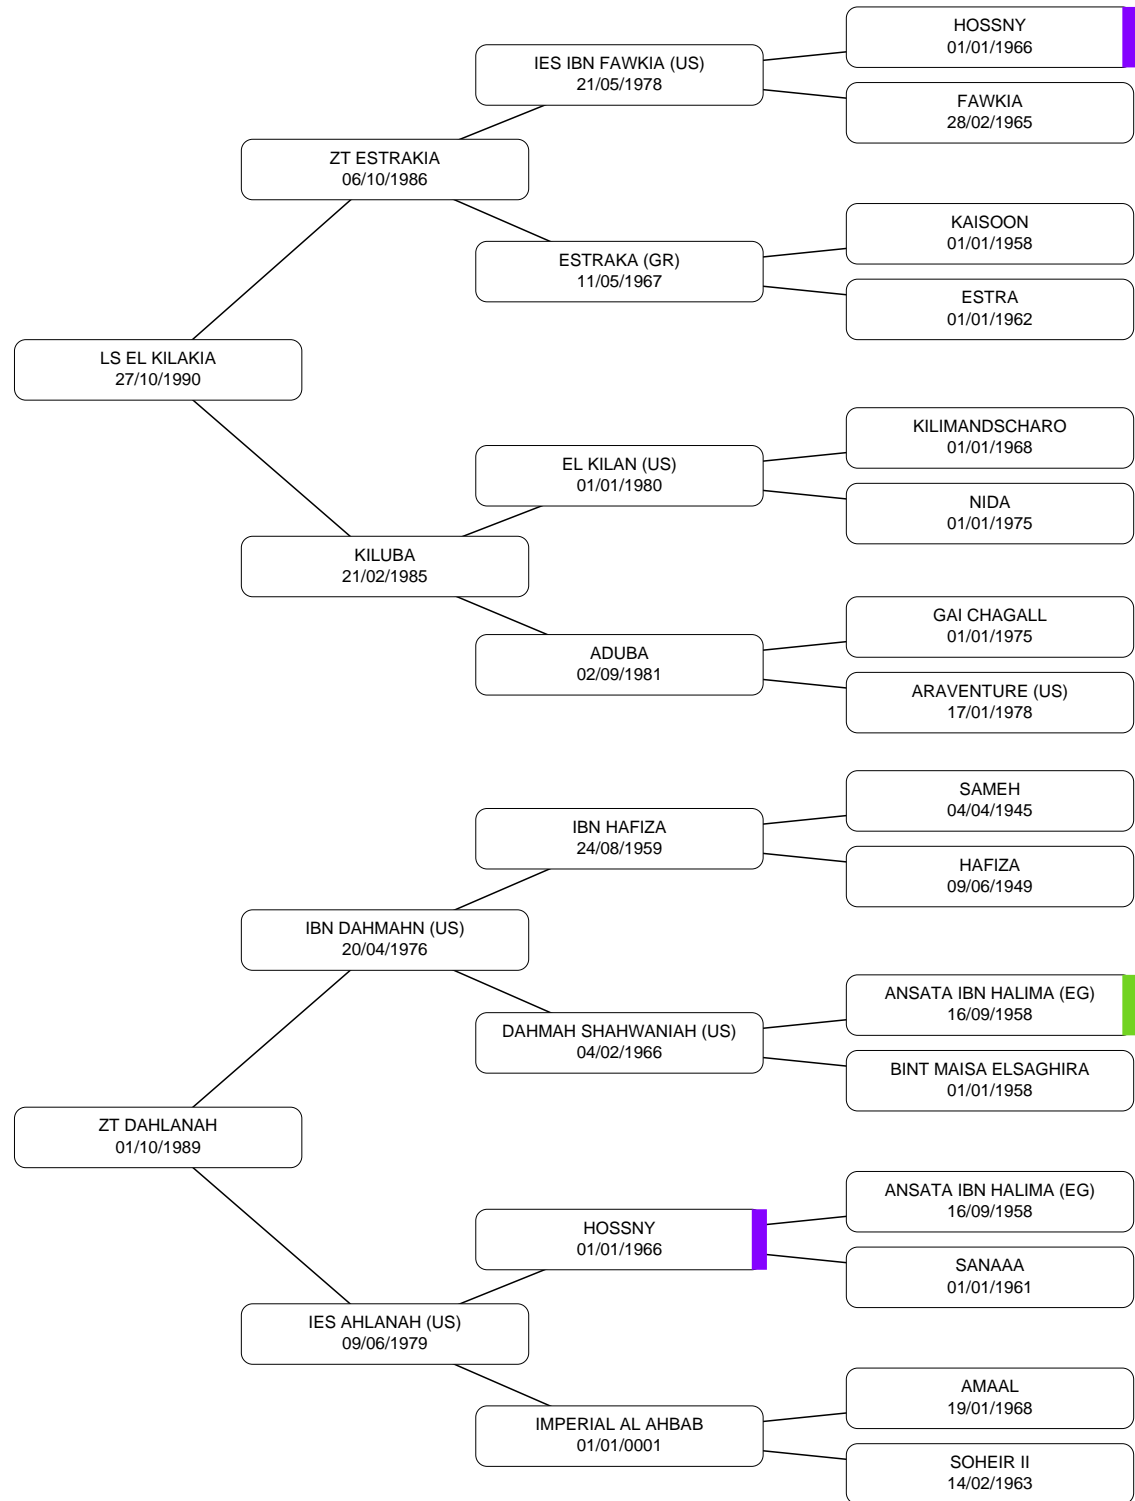 HOSSNY
01/01/1966
IES IBN FAWKIA (US)
21/05/1978
FAWKIA
28/02/1965
ZT ESTRAKIA
06/10/1986
KAISOON
01/01/1958
ESTRAKA (GR)
11/05/1967
ESTRA
01/01/1962
LS EL KILAKIA
27/10/1990
KILIMANDSCHARO
01/01/1968
EL KILAN (US)
01/01/1980
NIDA
01/01/1975
KILUBA
21/02/1985
GAI CHAGALL
01/01/1975
ADUBA
02/09/1981
ARAVENTURE (US)
17/01/1978
SAMEH
04/04/1945
IBN HAFIZA
24/08/1959
HAFIZA
09/06/1949
IBN DAHMAHN (US)
20/04/1976
ANSATA IBN HALIMA (EG)
16/09/1958
DAHMAH SHAHWANIAH (US)
04/02/1966
BINT MAISA ELSAGHIRA
01/01/1958
ZT DAHLANAH
01/10/1989
ANSATA IBN HALIMA (EG)
16/09/1958
HOSSNY
01/01/1966
SANAAA
01/01/1961
IES AHLANAH (US)
09/06/1979
AMAAL
19/01/1968
IMPERIAL AL AHBAB
01/01/0001
SOHEIR II
14/02/1963